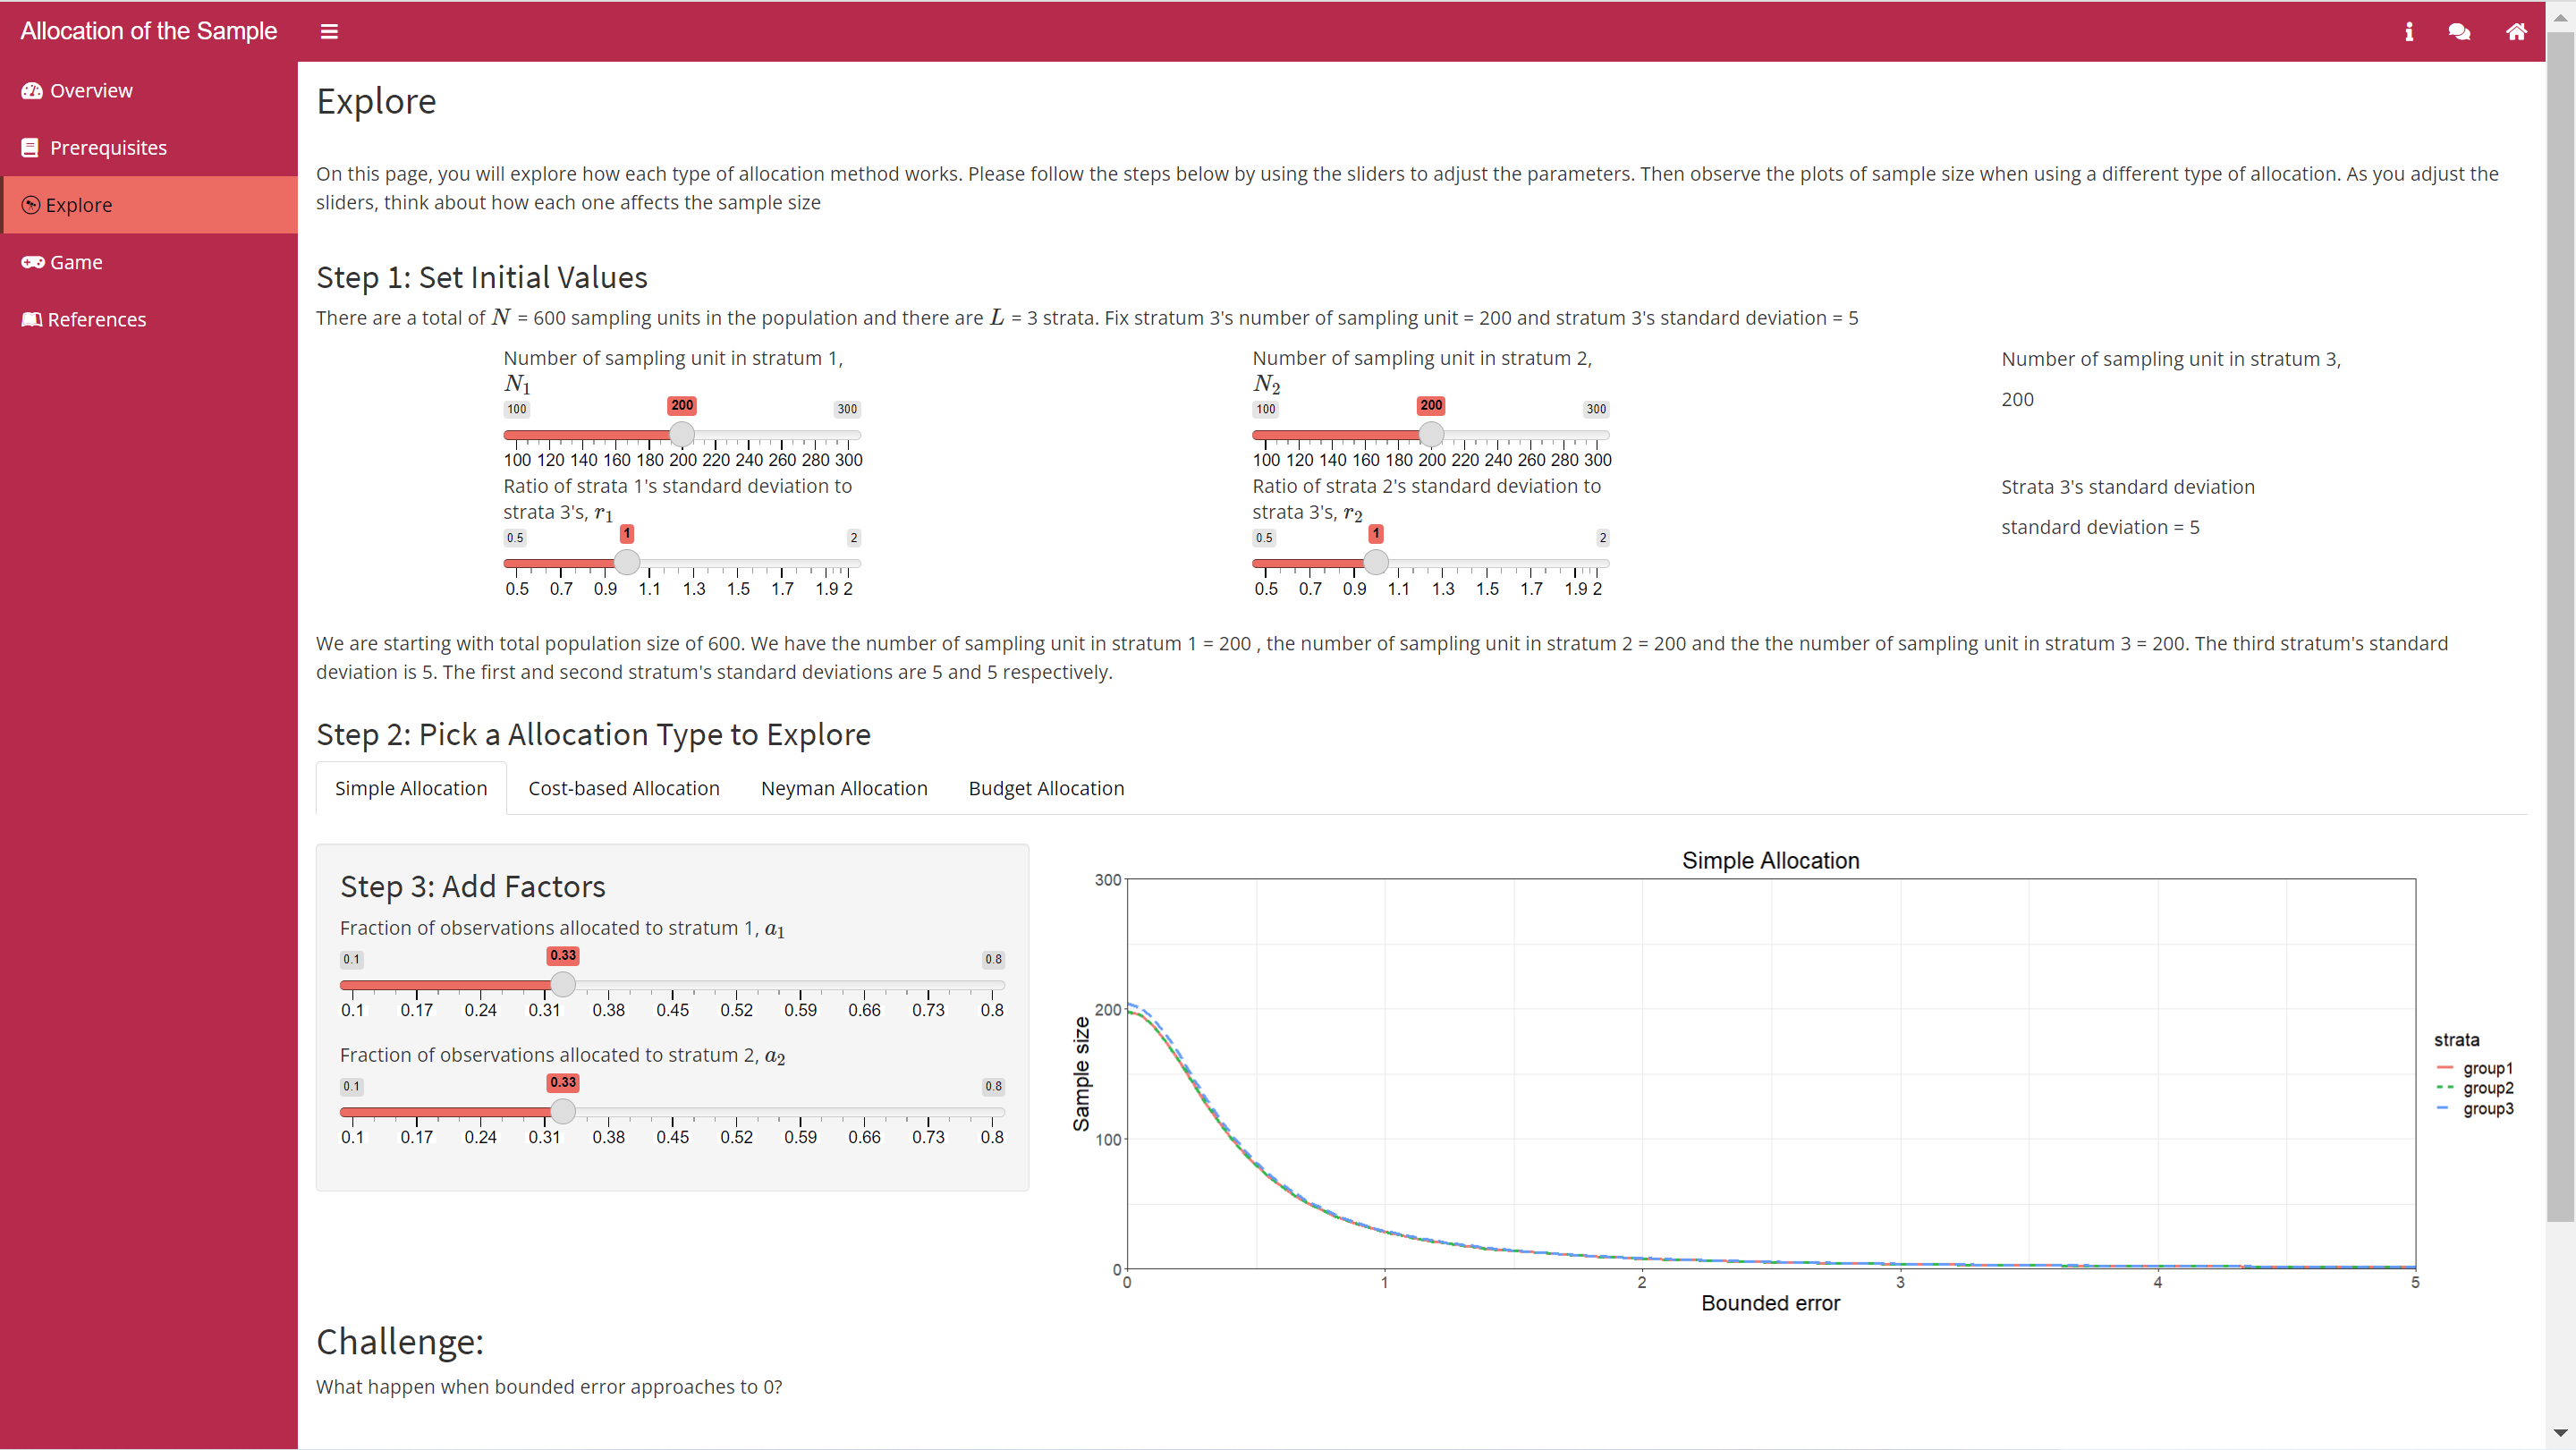 Allocation of the Sample
Overview
Prerequisites
Explore
Game
References
Explore
On this page, you will explore how each type of allocation method works. Please follow the steps below by using the sliders to adjust the parameters. Then observe the plots of sample size when using a different type of allocation. As you adjust the
sliders, think about how each one affects the sample size
Step 1: Set Initial Values
There are a total of N = 600 sampling units in the population and there are L = 3 strata. Fix stratum 3's number of sampling unit = 200 and stratum 3's standard deviation = 5
Number of sampling unit in stratum 1,
N₁
100 200 300
100 120 140 160 180 200 220 240 260 280 300
Ratio of strata 1's standard deviation to
strata 3's, r₁
0.5 1 2
0.5 0.7 0.9 1.1 1.3 1.5 1.7 1.9 2
Number of sampling unit in stratum 2,
N₂
100 200 300
100 120 140 160 180 200 220 240 260 280 300
Ratio of strata 2's standard deviation to
strata 3's, r₂
0.5 1 2
0.5 0.7 0.9 1.1 1.3 1.5 1.7 1.9 2
Number of sampling unit in stratum 3,
200
Strata 3's standard deviation
standard deviation = 5
We are starting with total population size of 600. We have the number of sampling unit in stratum 1 = 200 , the number of sampling unit in stratum 2 = 200 and the the number of sampling unit in stratum 3 = 200. The third stratum's standard
deviation is 5. The first and second stratum's standard deviations are 5 and 5 respectively.
Step 2: Pick a Allocation Type to Explore
Simple Allocation Cost-based Allocation Neyman Allocation Budget Allocation
Step 3: Add Factors
Fraction of observations allocated to stratum 1, a₁
0.1 0.33 0.8
0.1 0.17 0.24 0.31 0.38 0.45 0.52 0.59 0.66 0.73 0.8
Fraction of observations allocated to stratum 2, a₂
0.1 0.33 0.8
0.1 0.17 0.24 0.31 0.38 0.45 0.52 0.59 0.66 0.73 0.8
Simple Allocation
300
200
100
0
Sample size
0 1 2 3 4 5
Bounded error
strata
group1
group2
group3
Challenge:
What happen when bounded error approaches to 0?